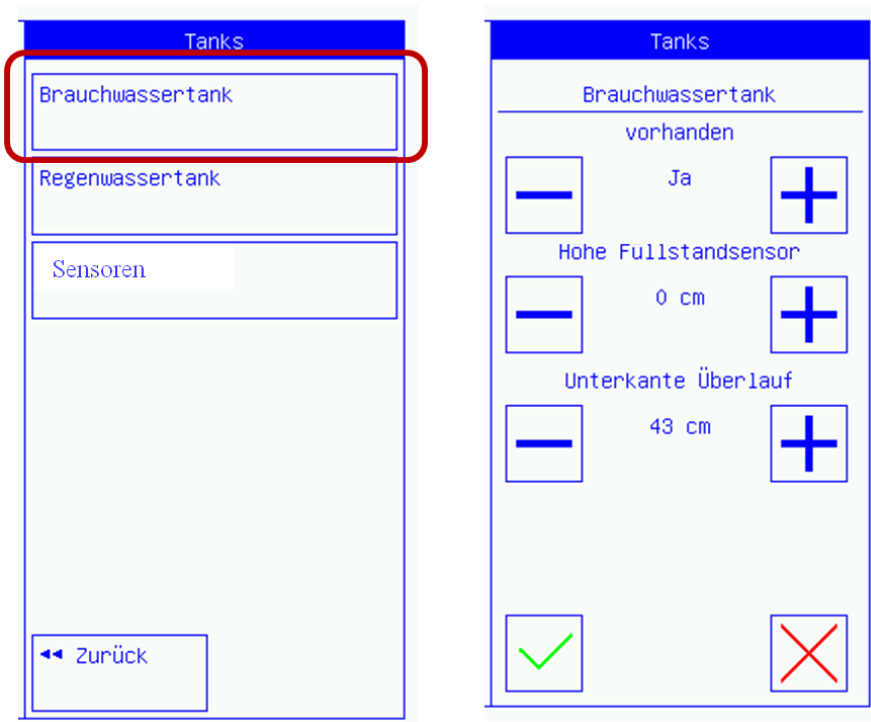 Tanks
Brauchwassertank
Regenwassertank
Sensoren
Zurück
Tanks
Brauchwassertank
vorhanden
Ja
Hohe Fullstandsensor
0 cm
Unterkante Überlauf
43 cm